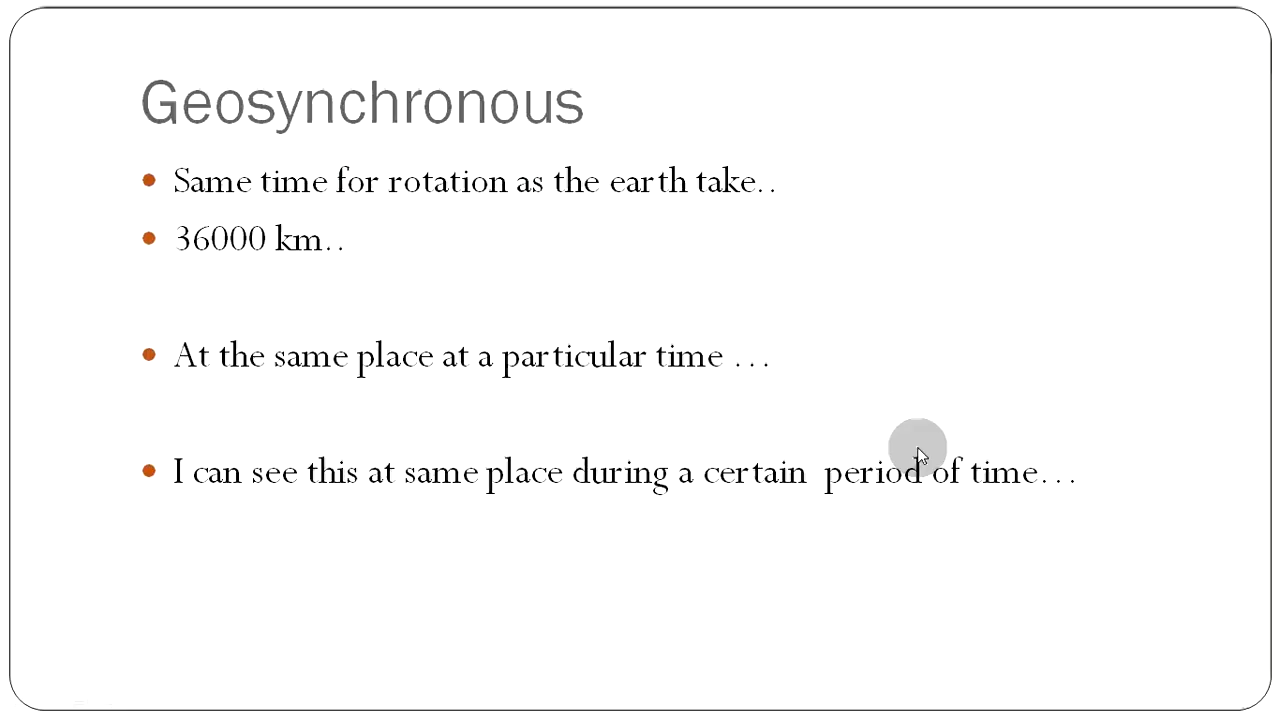 Geosynchronous
Same time for rotation as the earth take..
36000 km..
At the same place at a particular time ...
I can see this at same place during a certain period of time...